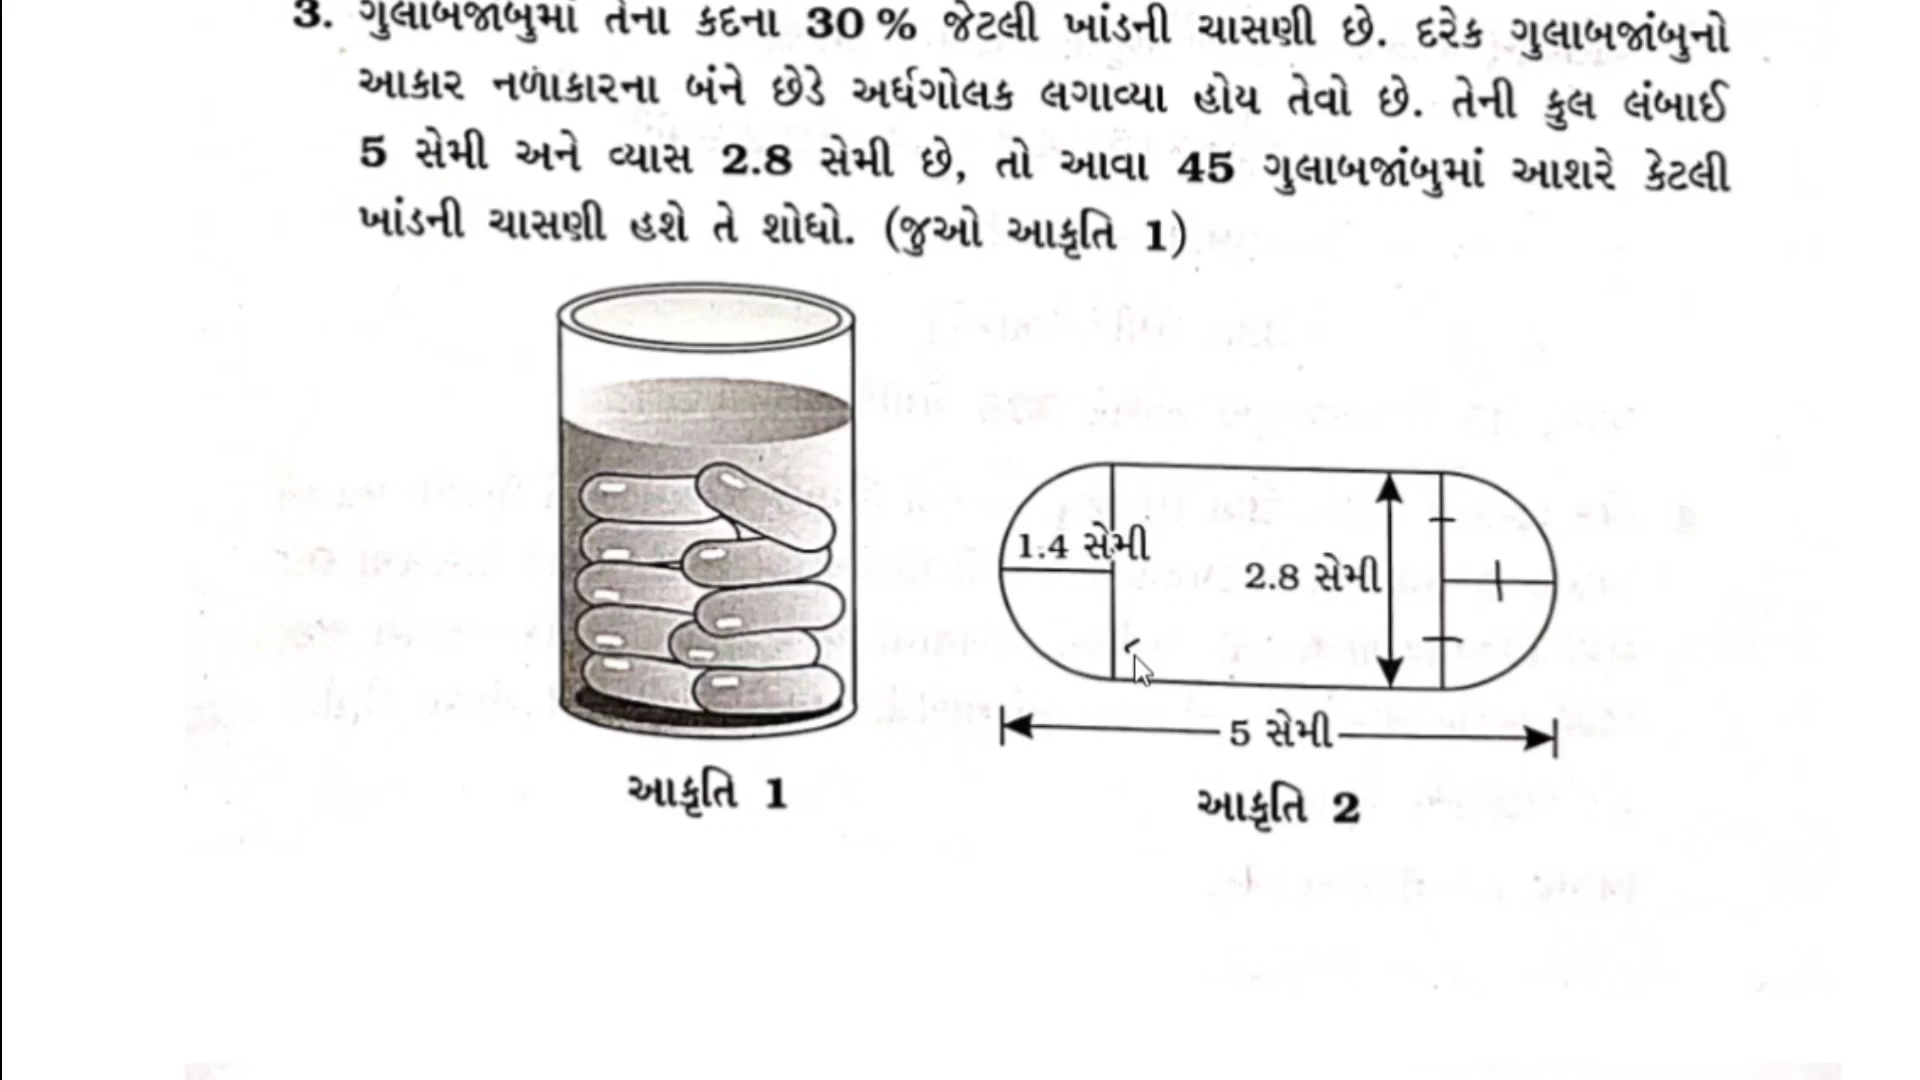 3. ગુલાબજાંબુમાં તેના કદના 30 % જેટલી ખાંડની ચાસણી છે. દરેક ગુલાબજાંબુનો
આકાર નળાકારના બંને છેડે અર્ધગોલક લગાવ્યા હોય તેવો છે. તેની કુલ લંબાઈ
5 સેમી અને વ્યાસ 2.8 સેમી છે, તો આવા 45 ગુલાબજાંબુમાં આશરે કેટલી
ખાંડની ચાસણી હશે તે શોધો. (જુઓ આકૃતિ 1)
1.4 સેમી
2.8 સેમી
5 સેમી
આકૃતિ 1
આકૃતિ 2